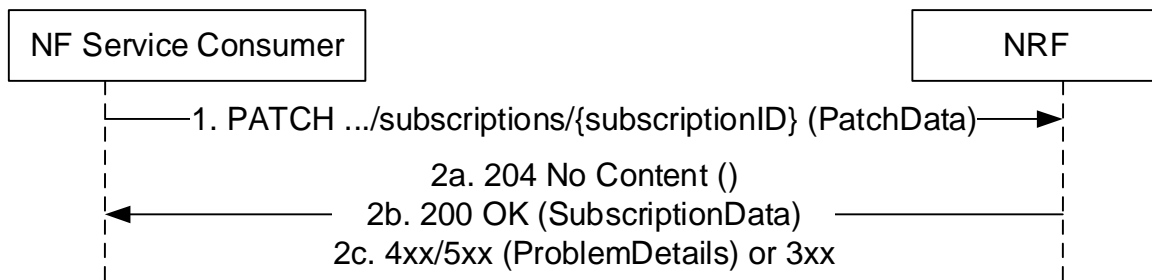 NF Service Consumer
NRF
1. PATCH .../subscriptions/{subscriptionID} (PatchData)
2a. 204 No Content ()
2b. 200 OK (SubscriptionData)
2c. 4xx/5xx (ProblemDetails) or 3xx